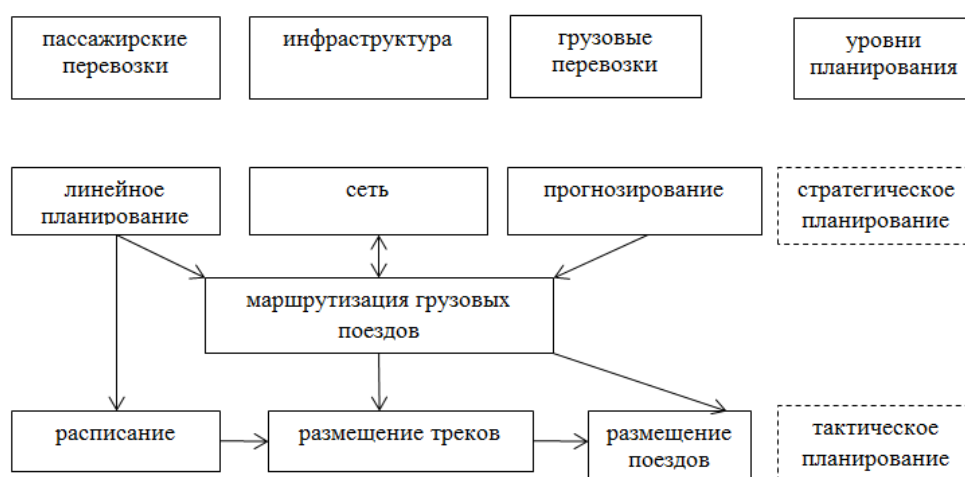 пассажирские
перевозки
инфраструктура
грузовые
перевозки
уровни
планирования
линейное
планирование
сеть
прогнозирование
стратегическое
планирование
маршрутизация грузовых
поездов
расписание
размещение треков
размещение
поездов
тактическое
планирование